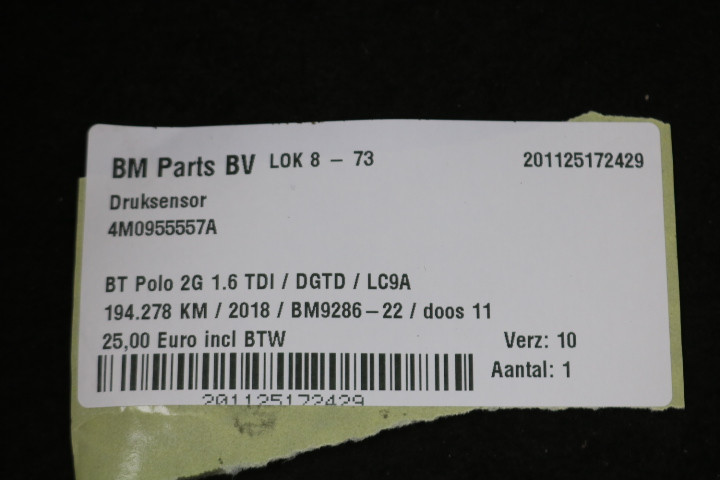 BM Parts BV LOK 8 – 73 201125172429
Druksensor
4M0955557A
BT Polo 2G 1.6 TDI / DGTD / LC9A
194.278 KM / 2018 / BM9286–22 / doos 11
25,00 Euro incl BTW Verz: 10
Aantal: 1
201125172429